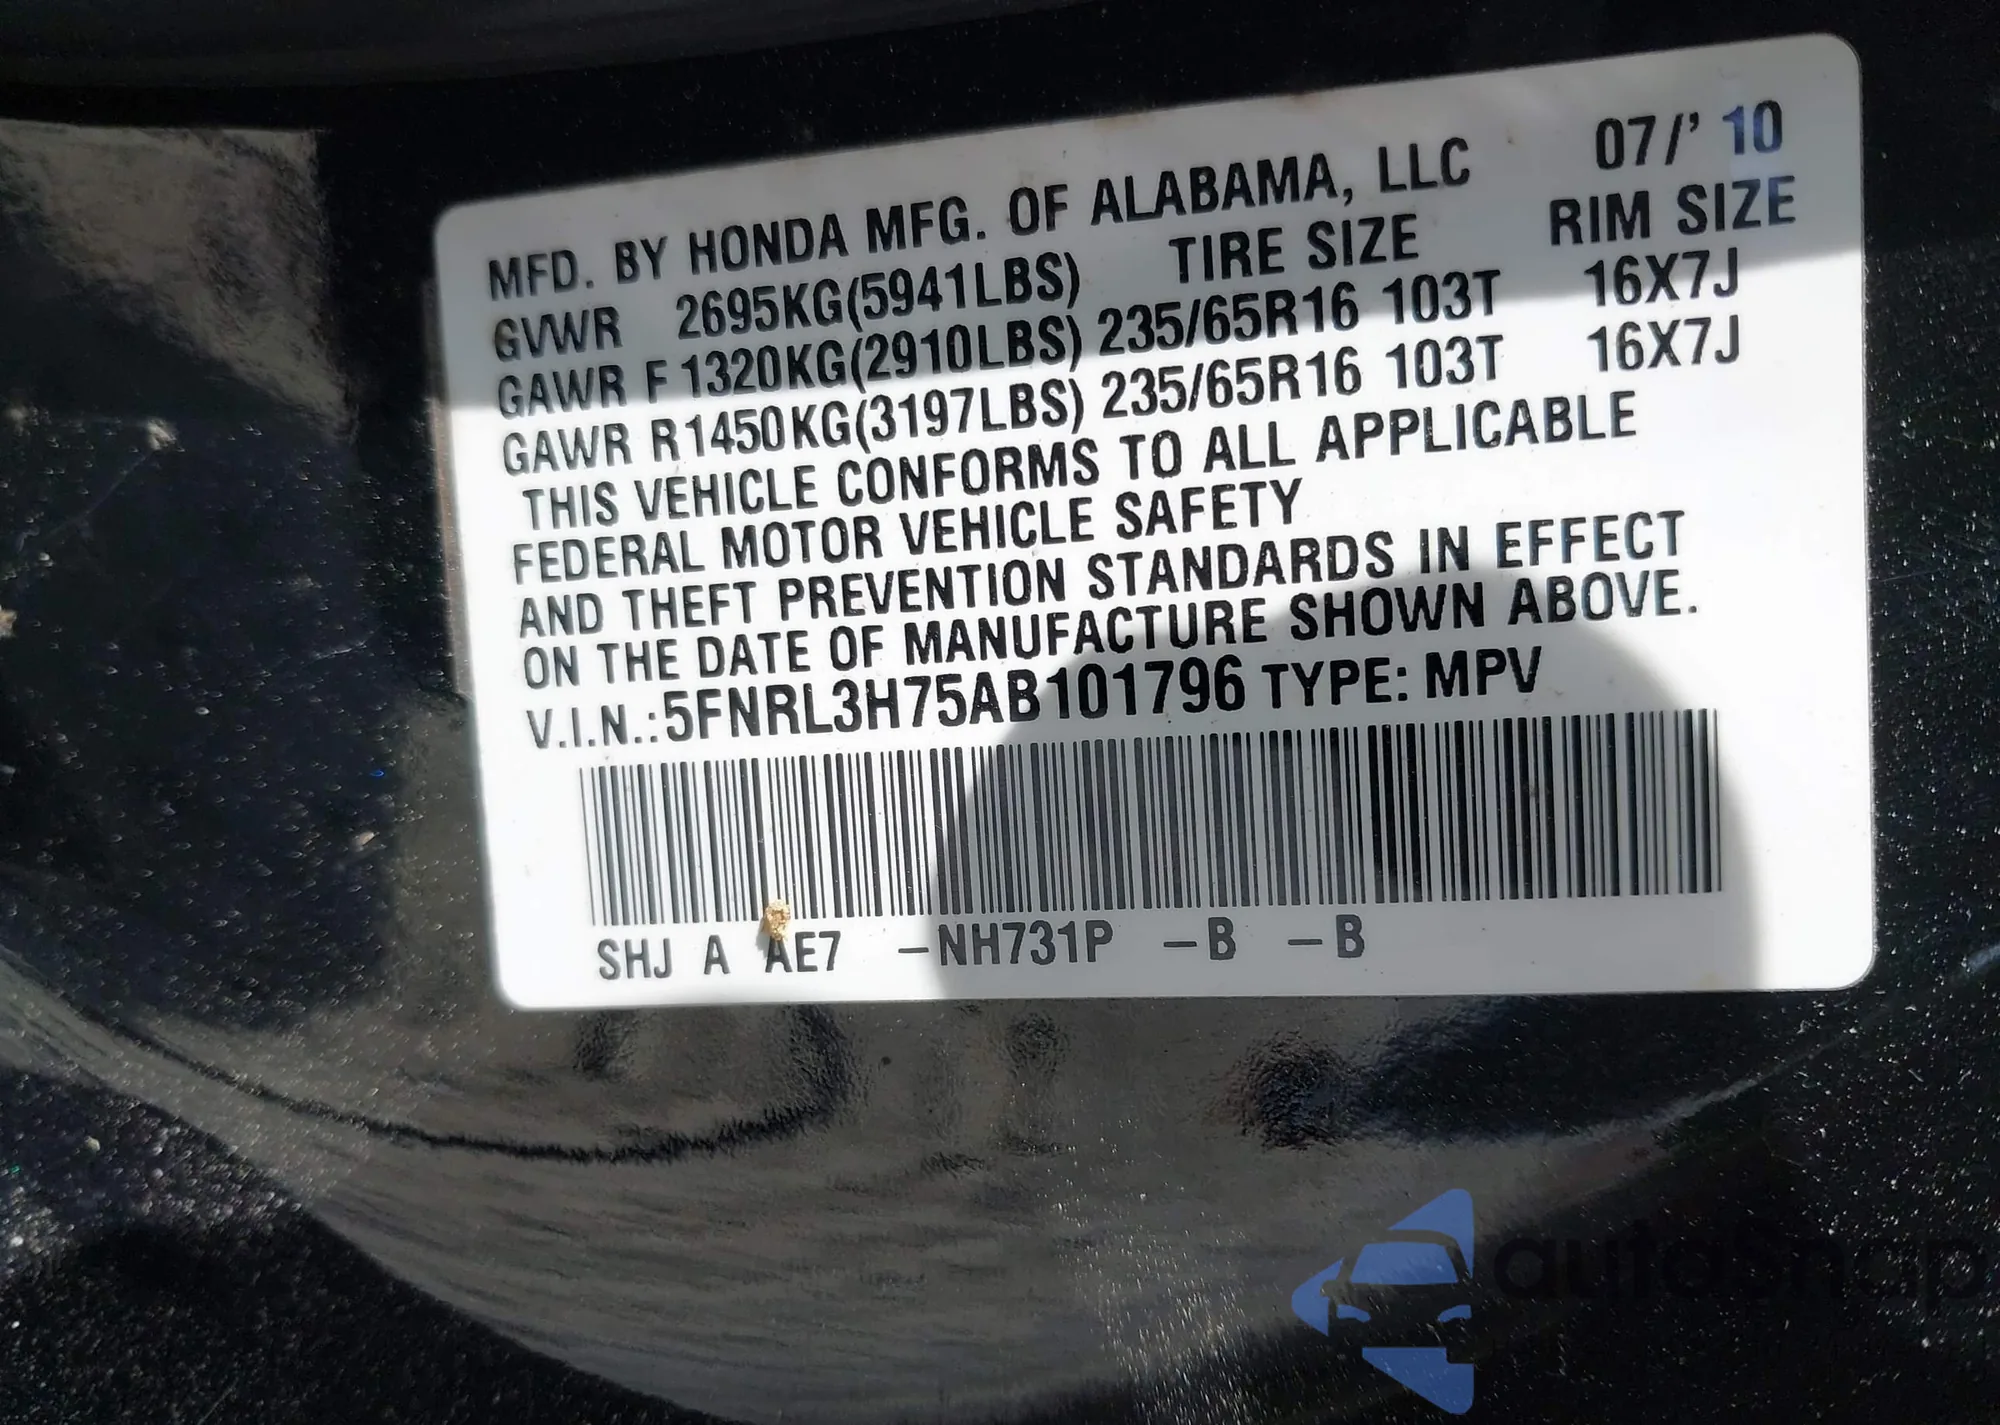 MFD. BY HONDA MFG. OF ALABAMA, LLC 07/' 10
GVWR 2695KG(5941LBS) TIRE SIZE RIM SIZE
GAWR F 1320KG(2910LBS) 235/65R16 103T 16X7J
GAWR R1450KG(3197LBS) 235/65R16 103T 16X7J
THIS VEHICLE CONFORMS TO ALL APPLICABLE
FEDERAL MOTOR VEHICLE SAFETY
AND THEFT PREVENTION STANDARDS IN EFFECT
ON THE DATE OF MANUFACTURE SHOWN ABOVE.
V.I.N.:5FNRL3H75AB101796 TYPE: MPV
SHJ A AE7 -NH731P -B -B
autoSnap